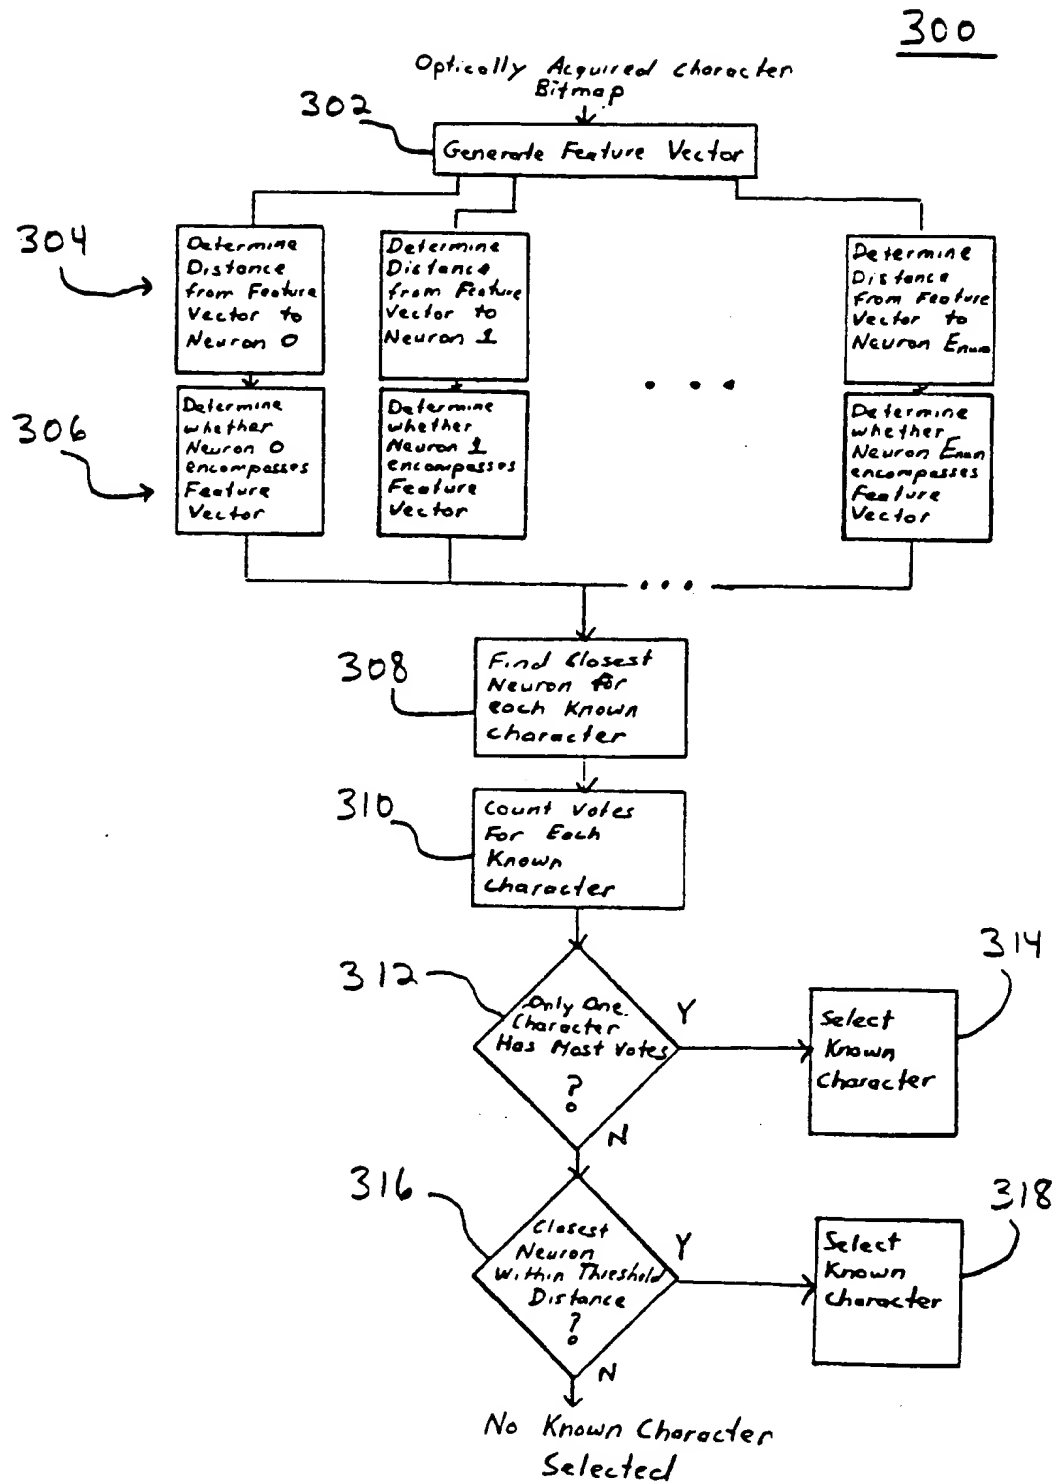 300
Optically Acquired Character
Bitmap
302
Generate Feature Vector
304
Determine
Distance
from Feature
Vector to
Neuron 0
Determine
Distance
from Feature
Vector to
Neuron 1
Determine
Distance
from Feature
Vector to
Neuron Enum
...
306
Determine
whether
Neuron 0
encompasses
Feature
Vector
Determine
whether
Neuron 1
encompasses
Feature
Vector
Determine
whether
Neuron Enum
encompasses
Feature
Vector
...
308
Find Closest
Neuron for
each Known
Character
310
Count Votes
For Each
Known
Character
312
Only One
Character
Has Most Votes
?
Y
N
314
Select
Known
Character
316
Closest
Neuron
Within Threshold
Distance
?
Y
N
318
Select
Known
Character
No Known Character
Selected